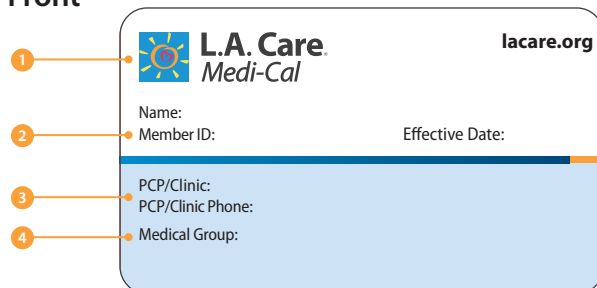 Front
1
L.A. Care®
Medi-Cal
lacare.org
Name:
2
Member ID:
Effective Date:
3
PCP/Clinic:
PCP/Clinic Phone:
4
Medical Group: